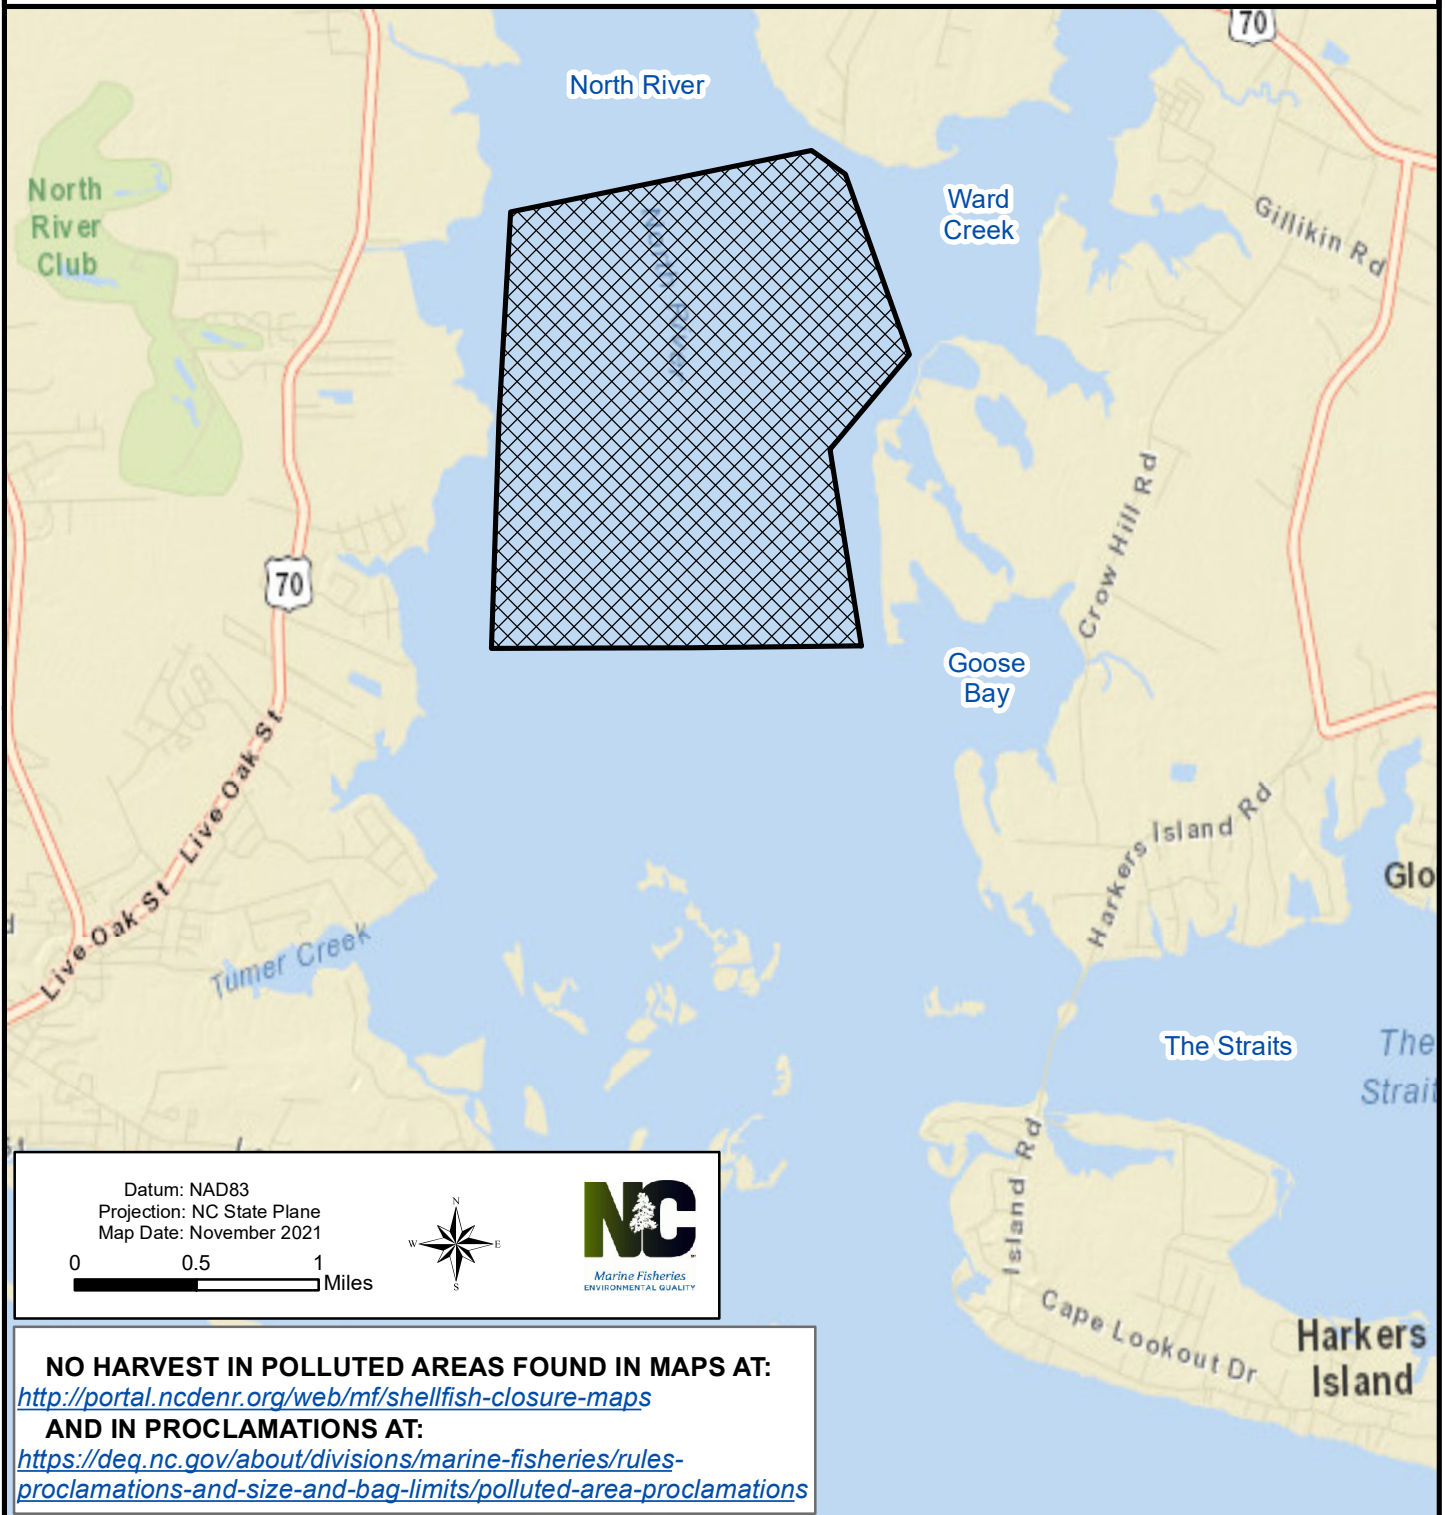 70
North River
North
River
Club
Ward
Creek
Gillikin Rd
North River
Crow Hill Rd
70
Goose
Bay
Live Oak St
Live Oak St
Harkers Island Rd
Glo
Tumer Creek
The Straits
The
Strait
Island Rd
Datum: NAD83
Projection: NC State Plane
Map Date: November 2021
0 0.5 1
Miles
N
W E
S
NC
Marine Fisheries
ENVIRONMENTAL QUALITY
Cape Lookout Dr
Harkers
Island
NO HARVEST IN POLLUTED AREAS FOUND IN MAPS AT:
http://portal.ncdenr.org/web/mf/shellfish-closure-maps
AND IN PROCLAMATIONS AT:
https://deq.nc.gov/about/divisions/marine-fisheries/rules-
proclamations-and-size-and-bag-limits/polluted-area-proclamations